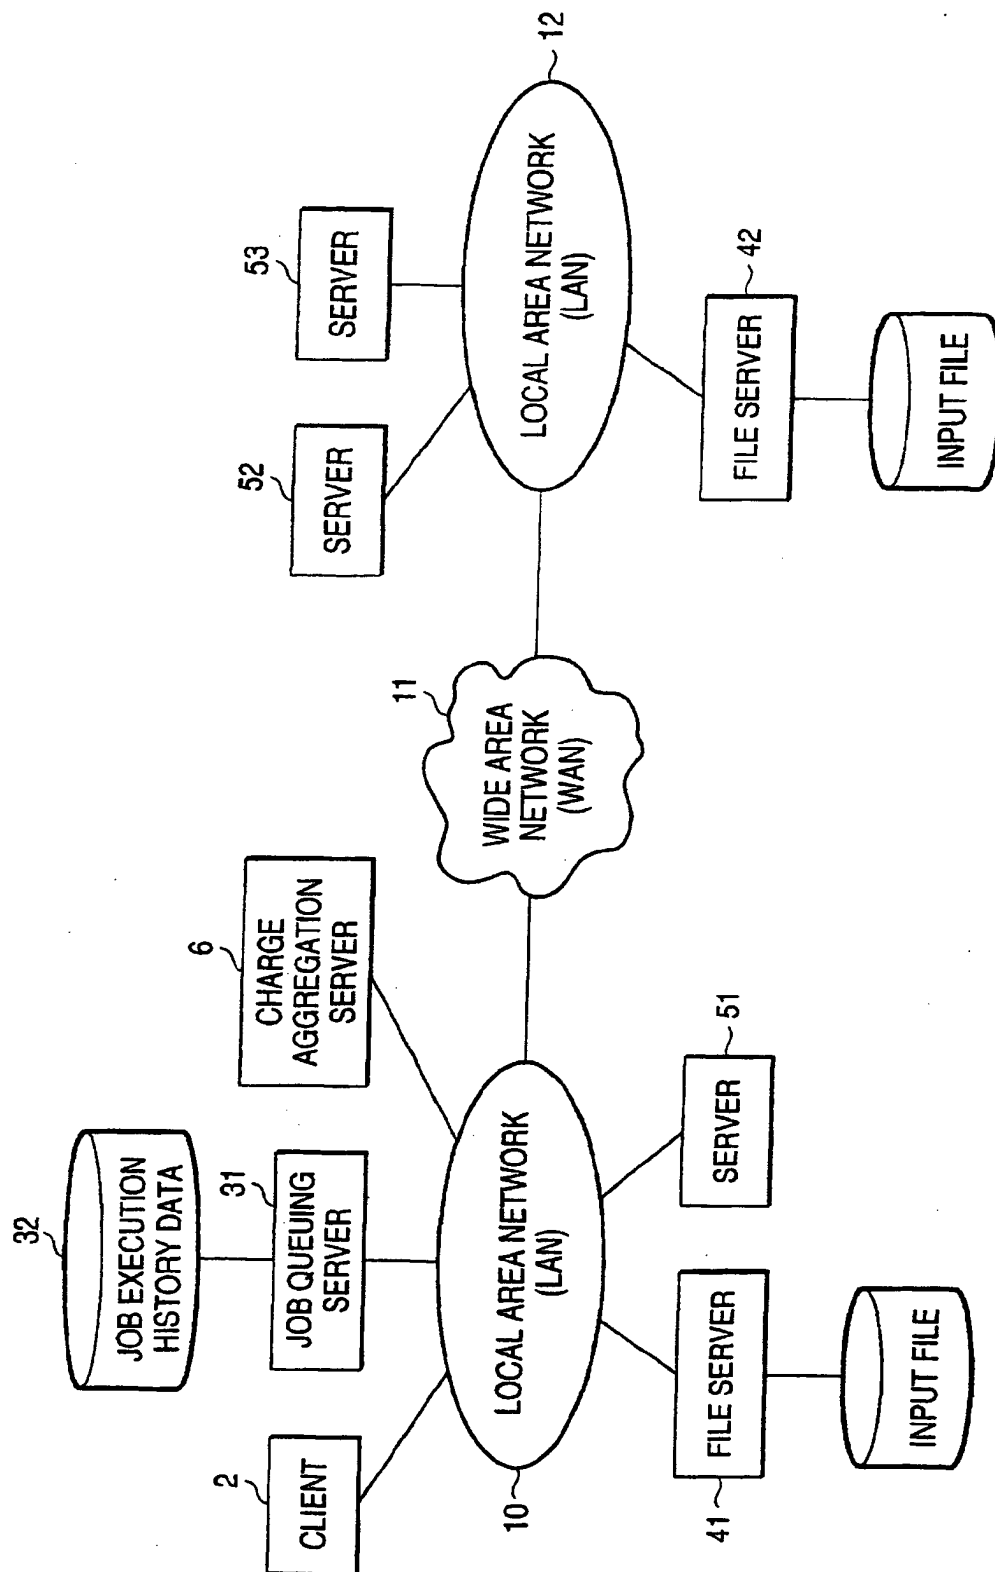 32
JOB EXECUTION
HISTORY DATA
2
CLIENT
31
JOB QUEUING
SERVER
6
CHARGE
AGGREGATION
SERVER
10
LOCAL AREA NETWORK
(LAN)
41
FILE SERVER
INPUT FILE
51
SERVER
11
WIDE AREA
NETWORK
(WAN)
52
SERVER
53
SERVER
12
LOCAL AREA NETWORK
(LAN)
42
FILE SERVER
INPUT FILE